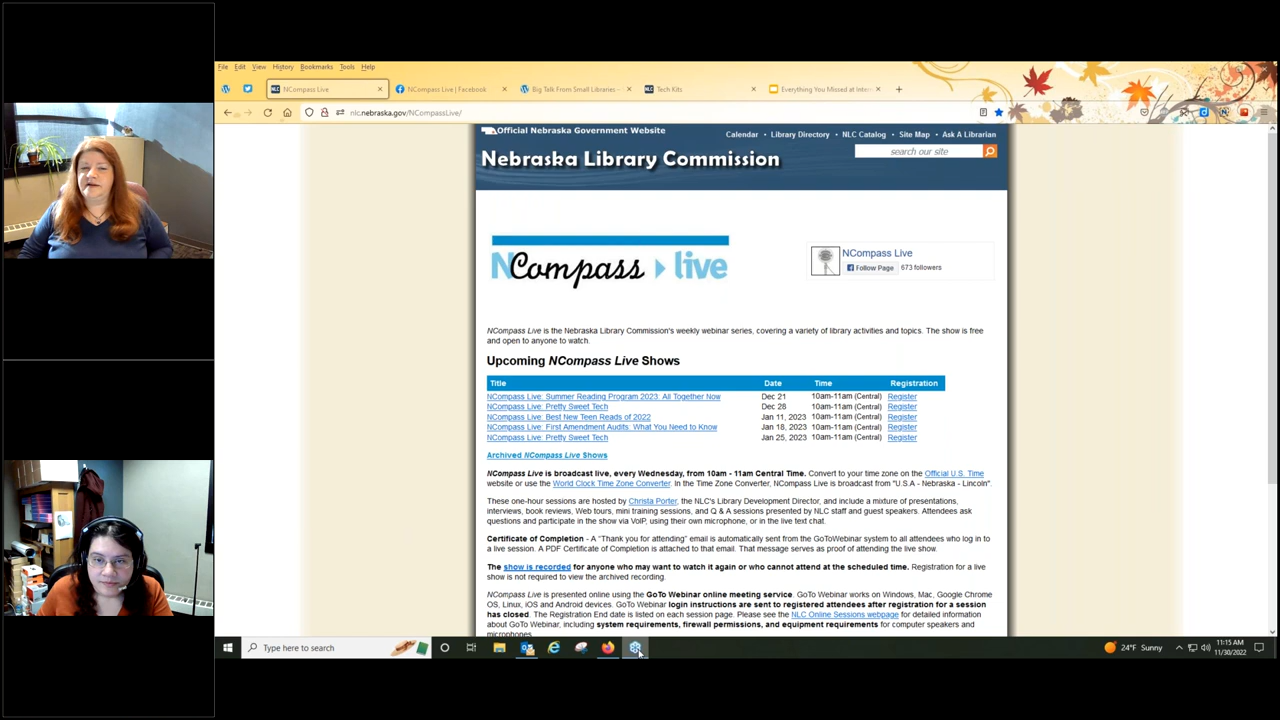 File Edit View History Bookmarks Tools Help
NCompass Live × NCompass Live | Facebook × Big Talk From Small Libraries – × Tech Kits × Everything You Missed at Inter × +
nlc.nebraska.gov/NCompassLive/
Official Nebraska Government Website
Calendar • Library Directory • NLC Catalog • Site Map • Ask A Librarian
Nebraska Library Commission
search our site
NCompass live
NCompass Live
Follow Page 673 followers
NCompass Live is the Nebraska Library Commission's weekly webinar series, covering a variety of library activities and topics. The show is free
and open to anyone to watch.
Upcoming NCompass Live Shows
Title Date Time Registration
NCompass Live: Summer Reading Program 2023: All Together Now Dec 21 10am-11am (Central) Register
NCompass Live: Pretty Sweet Tech Dec 28 10am-11am (Central) Register
NCompass Live: Best New Teen Reads of 2022 Jan 11, 2023 10am-11am (Central) Register
NCompass Live: First Amendment Audits: What You Need to Know Jan 18, 2023 10am-11am (Central) Register
NCompass Live: Pretty Sweet Tech Jan 25, 2023 10am-11am (Central) Register
Archived NCompass Live Shows
NCompass Live is broadcast live, every Wednesday, from 10am - 11am Central Time. Convert to your time zone on the Official U.S. Time
website or use the World Clock Time Zone Converter. In the Time Zone Converter, NCompass Live is broadcast from "U.S.A - Nebraska - Lincoln".
These one-hour sessions are hosted by Christa Porter, the NLC's Library Development Director, and include a mixture of presentations,
interviews, book reviews, Web tours, mini training sessions, and Q & A sessions presented by NLC staff and guest speakers. Attendees ask
questions and participate in the show via VoIP, using their own microphone, or in the live text chat.
Certificate of Completion - A "Thank you for attending" email is automatically sent from the GoToWebinar system to all attendees who log in to
a live session. A PDF Certificate of Completion is attached to that email. That message serves as proof of attending the live show.
The show is recorded for anyone who may want to watch it again or who cannot attend at the scheduled time. Registration for a live
show is not required to view the archived recording.
NCompass Live is presented online using the GoTo Webinar online meeting service. GoTo Webinar works on Windows, Mac, Google Chrome
OS, Linux, iOS and Android devices. GoTo Webinar login instructions are sent to registered attendees after registration for a session
has closed. The Registration End date is listed on each session page. Please see the NLC Online Sessions webpage for detailed information
about GoTo Webinar, including system requirements, firewall permissions, and equipment requirements for computer speakers and
microphones.
Type here to search
24°F Sunny
11:15 AM
11/30/2022